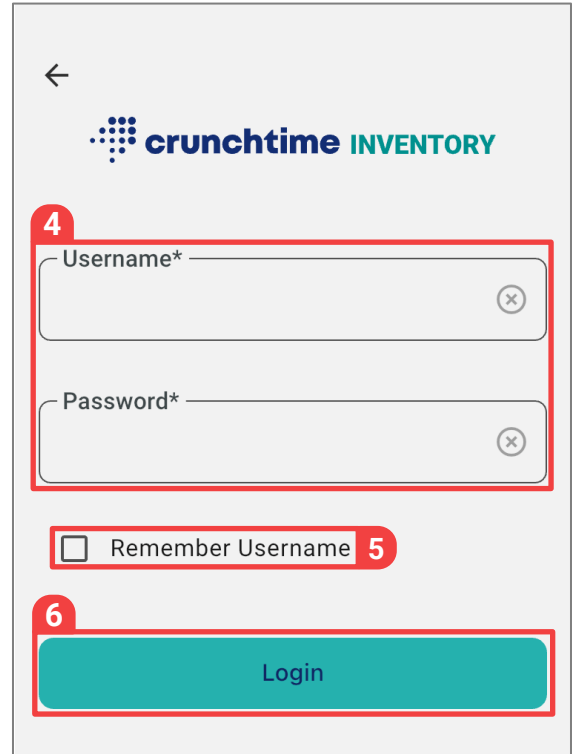 crunchtime INVENTORY
4
Username*
Password*
Remember Username 5
6
Login